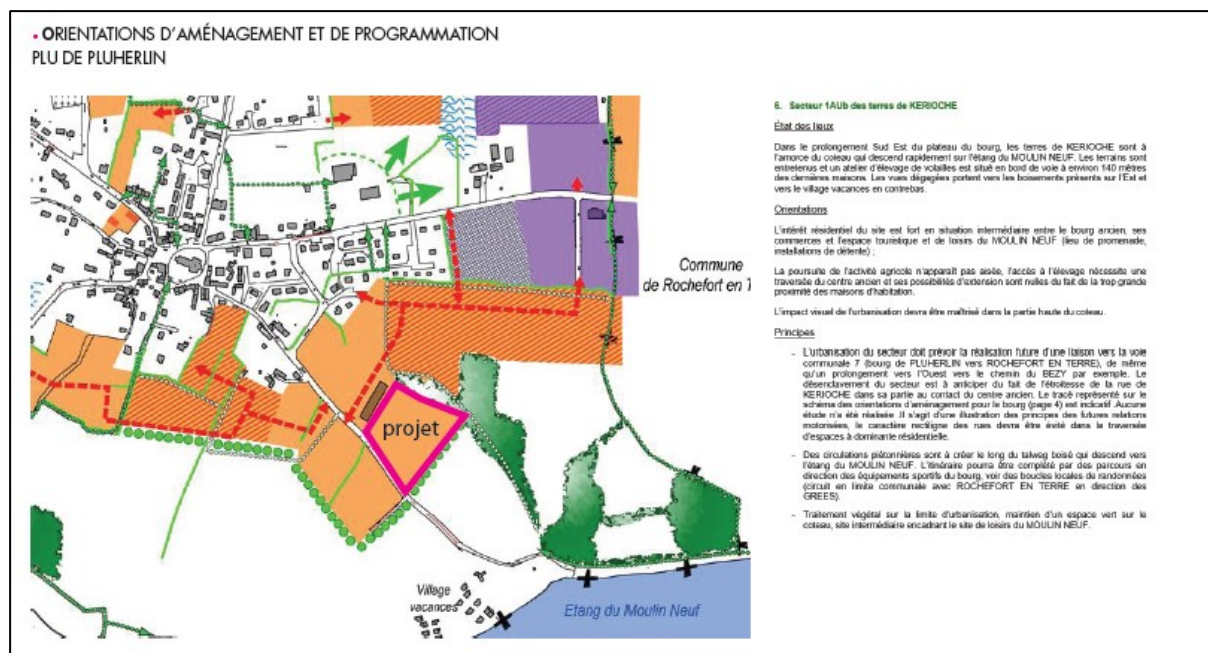 • ORIENTATIONS D'AMÉNAGEMENT ET DE PROGRAMMATION
PLU DE PLUHERLIN
Commune
de Rochefort en T
projet
Village
vacances
Etang du Moulin Neuf
6. Secteur 1AUb des terres de KERIOCHE
État des lieux
Dans le prolongement Sud Est du plateau du bourg, les terres de KERIOCHE sont à
l'amorce du coteau qui descend rapidement sur l'étang du MOULIN NEUF. Les terrains sont
entretenus et un atelier d'élevage de volailles est situé en bord de voie à environ 140 mètres
des dernières maisons. Les vues dégagées portent vers les boisements présents sur l'Est et
vers le village vacances en contrebas.
Orientations
L'intérêt résidentiel du site est fort en situation intermédiaire entre le bourg ancien, ses
commerces et l'espace touristique et de loisirs du MOULIN NEUF (lieu de promenade,
installations de détente) ;
La poursuite de l'activité agricole n'apparaît pas aisée, l'accès à l'élevage nécessite une
traversée du centre ancien et ses possibilités d'extension sont nulles du fait de la trop grande
proximité des maisons d'habitation.
L'impact visuel de l'urbanisation devra être maîtrisé dans la partie haute du coteau.
Principes
- L'urbanisation du secteur doit prévoir la réalisation future d'une liaison vers la voie
communale 7 (bourg de PLUHERLIN vers ROCHEFORT EN TERRE), de même
qu'un prolongement vers l'Ouest vers le chemin du BEZY par exemple. Le
désenclavement du secteur est à anticiper du fait de l'étroitesse de la rue de
KERIOCHE dans sa partie au contact du centre ancien. Le tracé représenté sur le
schéma des orientations d'aménagement pour le bourg (page 4) est indicatif. Aucune
étude n'a été réalisée .Il s'agit d'une illustration des principes des futures relations
motorisées, le caractère rectiligne des rues devra être évité dans la traversée
d'espaces à dominante résidentielle.
- Des circulations piétonnières sont à créer le long du talweg boisé qui descend vers
l'étang du MOULIN NEUF. L'itinéraire pourra être complété par des parcours en
direction des équipements sportifs du bourg, voir des boucles locales de randonnées
(circuit en limite communale avec ROCHEFORT EN TERRE en direction des
GREES).
- Traitement végétal sur la limite d'urbanisation, maintien d'un espace vert sur le
coteau, site intermédiaire encadrant le site de loisirs du MOULIN NEUF.